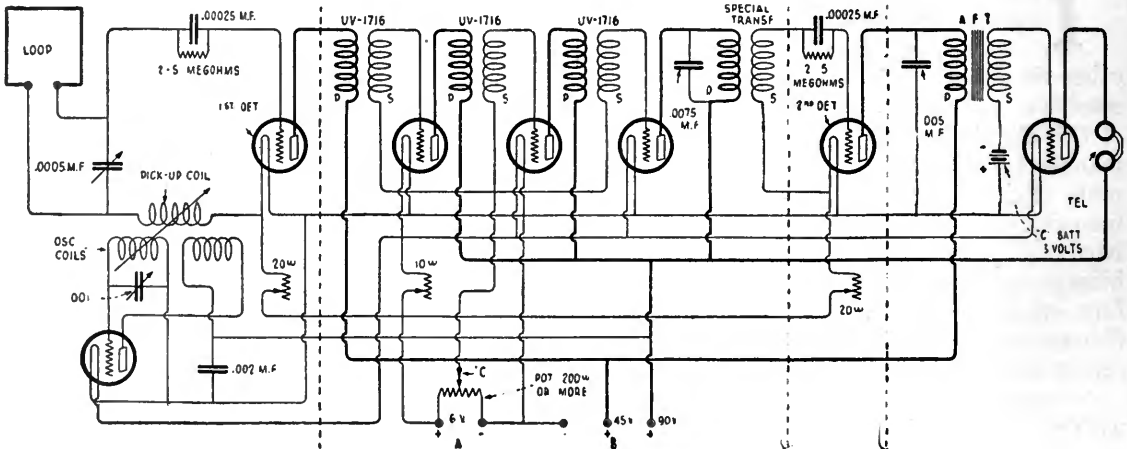 LOOP
.00025 M.F.
2-5 MEGOHMS
1ST. DET
UV-1716
UV-1716
UV-1716
SPECIAL
TRANSF
.00025 M.F
2 5
MEGOHMS
2ND DET
A F T
P
S
P
S
P
S
P
S
P
S
.0005 M.F
.0075
M.F
.005
M F
PICK-UP COIL
OSC
COILS
.001
.002 M.F
20ω
10ω
20ω
"C
POT 200ω
OR MORE
6 V
+
-
A
-
45V
+
90V
+
B
-
+
"C" BATT
3 VOLTS
TEL